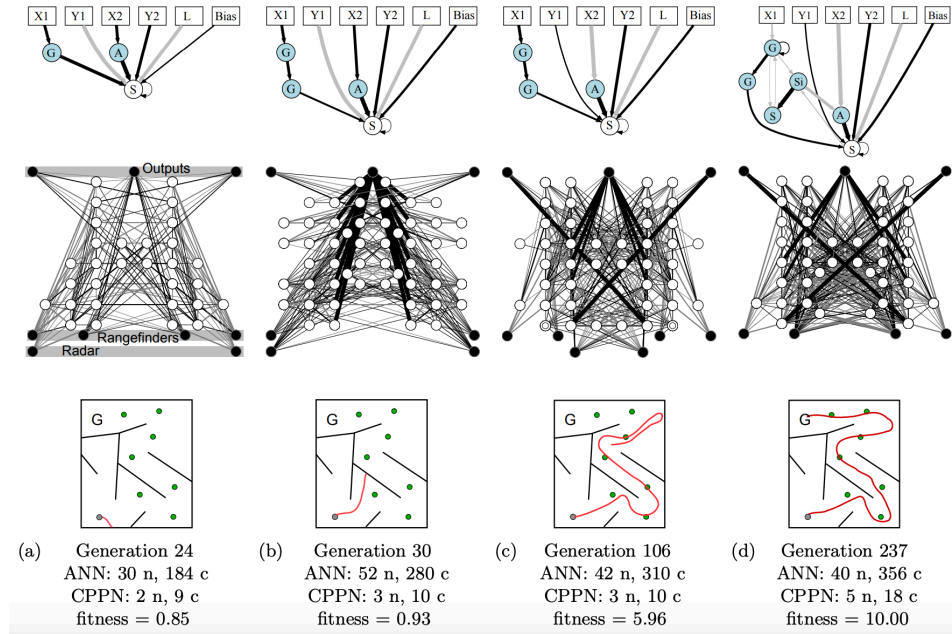 X1 Y1 X2 Y2 L Bias
G A
S
X1 Y1 X2 Y2 L Bias
G
G A
S
X1 Y1 X2 Y2 L Bias
G
G A
S
X1 Y1 X2 Y2 L Bias
G
G Si
S A
S
Outputs
Rangefinders
Radar
G
G
G
G
(a) Generation 24
ANN: 30 n, 184 c
CPPN: 2 n, 9 c
fitness = 0.85
(b) Generation 30
ANN: 52 n, 280 c
CPPN: 3 n, 10 c
fitness = 0.93
(c) Generation 106
ANN: 42 n, 310 c
CPPN: 3 n, 10 c
fitness = 5.96
(d) Generation 237
ANN: 40 n, 356 c
CPPN: 5 n, 18 c
fitness = 10.00